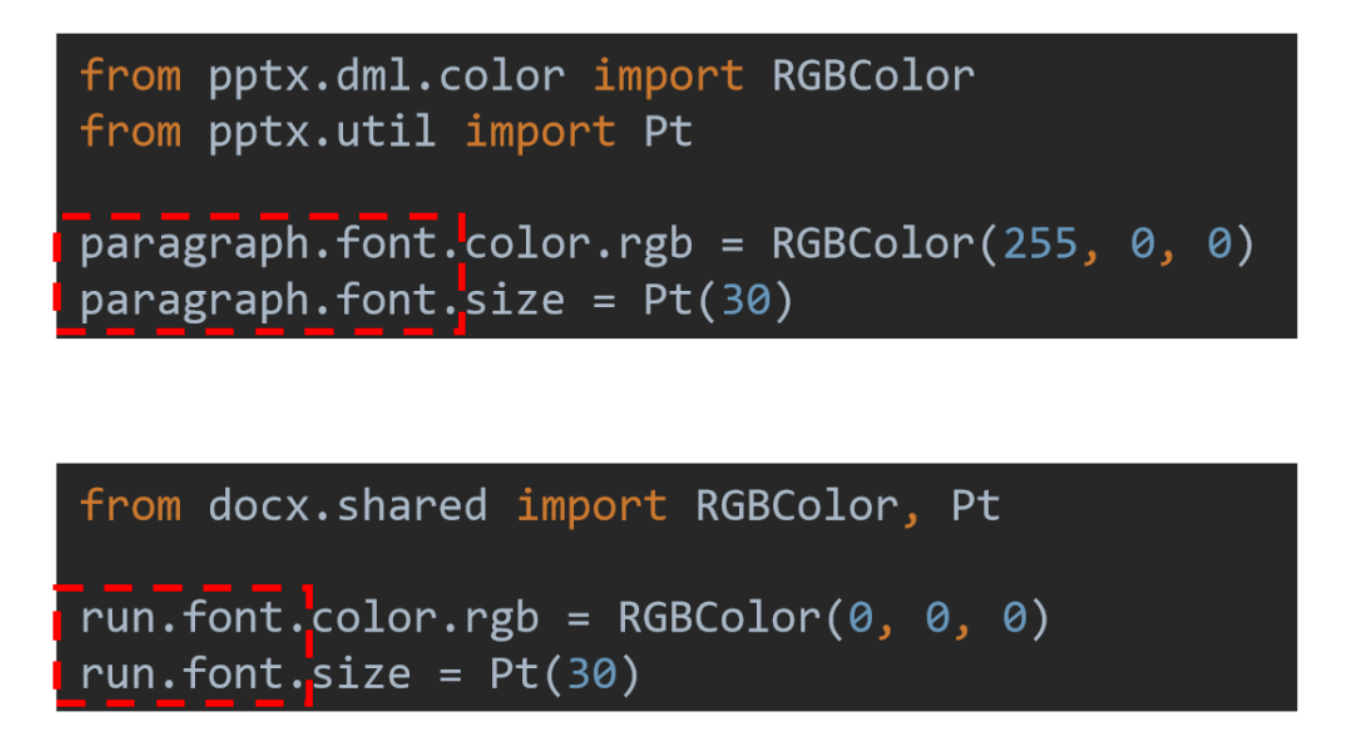 from pptx.dml.color import RGBColor
from pptx.util import Pt
paragraph.font.color.rgb = RGBColor(255, 0, 0)
paragraph.font.size = Pt(30)
from docx.shared import RGBColor, Pt
run.font.color.rgb = RGBColor(0, 0, 0)
run.font.size = Pt(30)